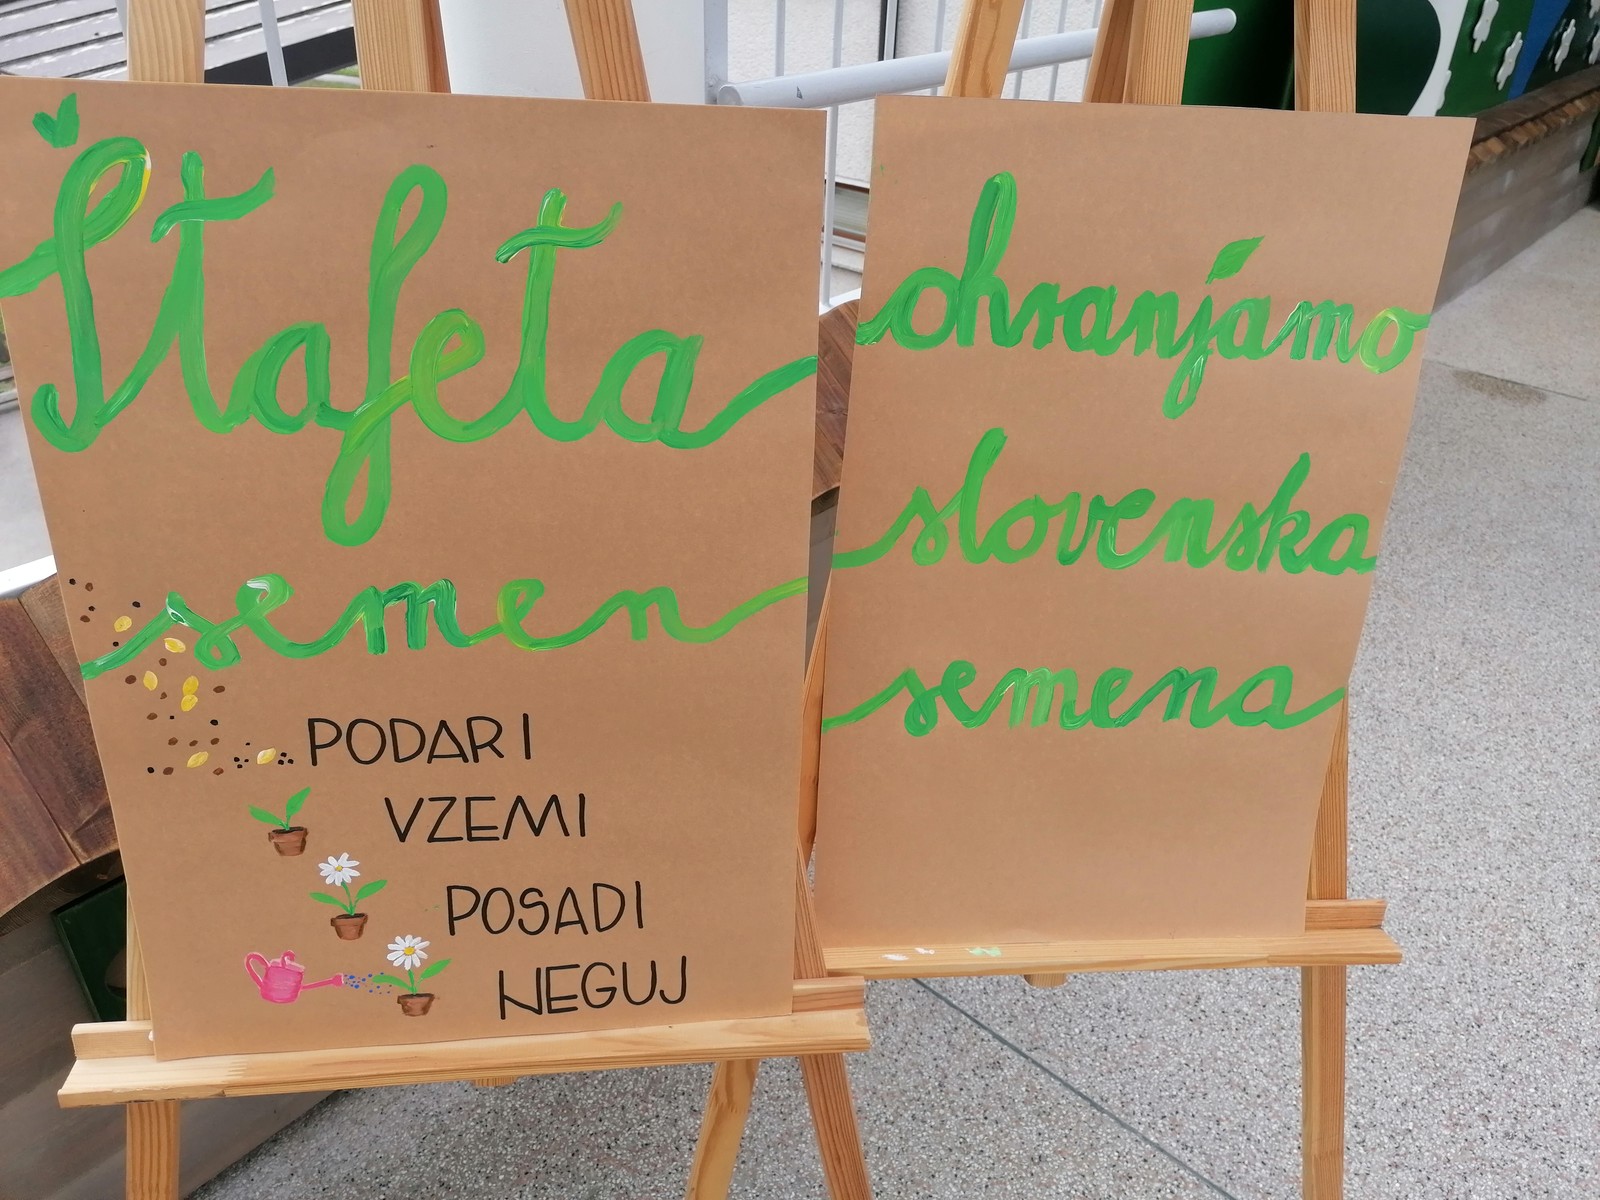 Štafeta
semen
PODARI
VZEMI
POSADI
NEGUJ
ohranjamo
slovenska
semena